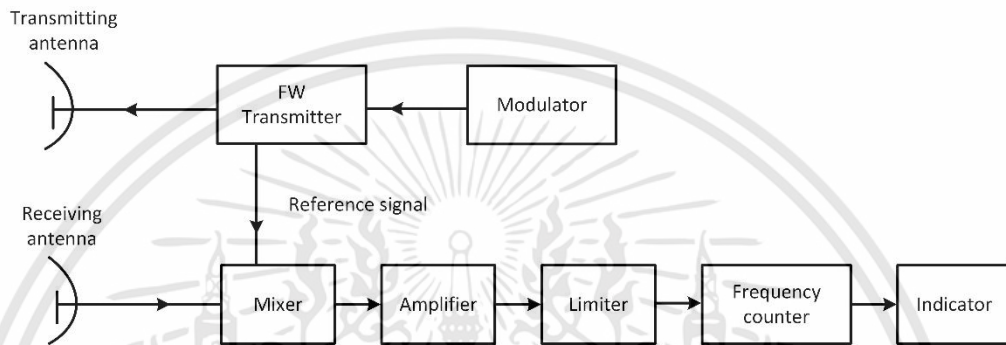 Transmitting
antenna
FW
Transmitter
Modulator
Reference signal
Receiving
antenna
Mixer
Amplifier
Limiter
Frequency
counter
Indicator